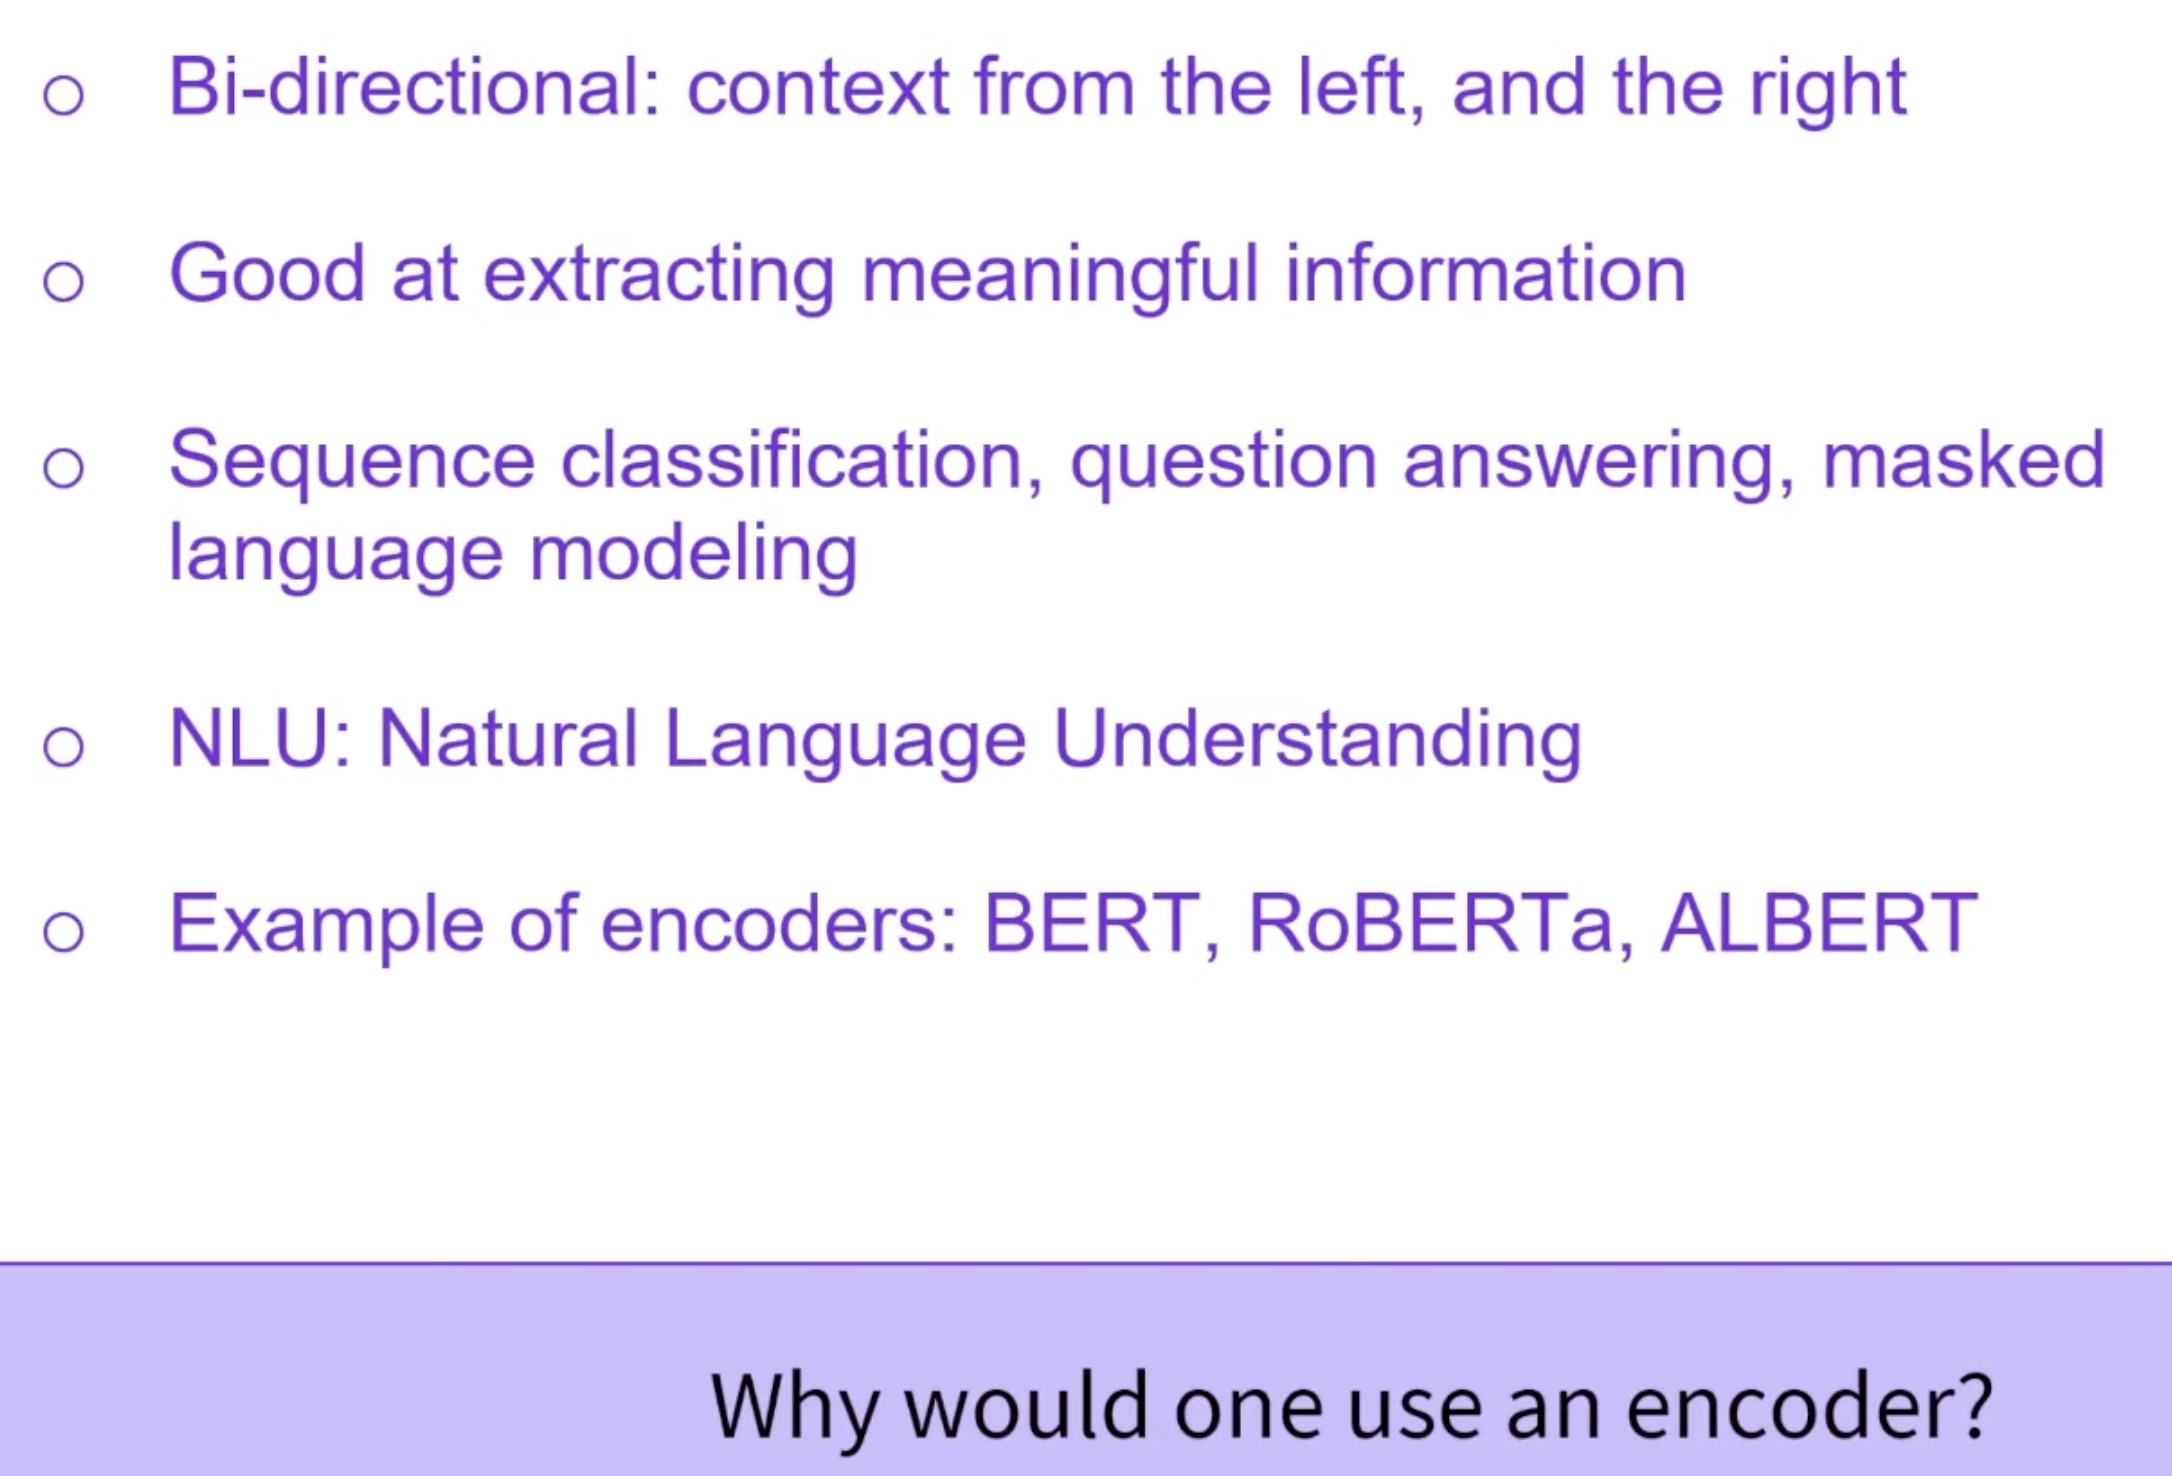 Bi-directional: context from the left, and the right
Good at extracting meaningful information
Sequence classification, question answering, masked
language modeling
NLU: Natural Language Understanding
Example of encoders: BERT, RoBERTa, ALBERT
Why would one use an encoder?